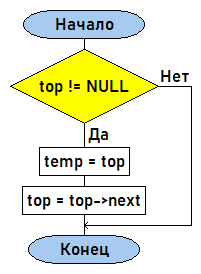 Начало
top != NULL
Нет
Да
temp = top
top = top->next
Конец